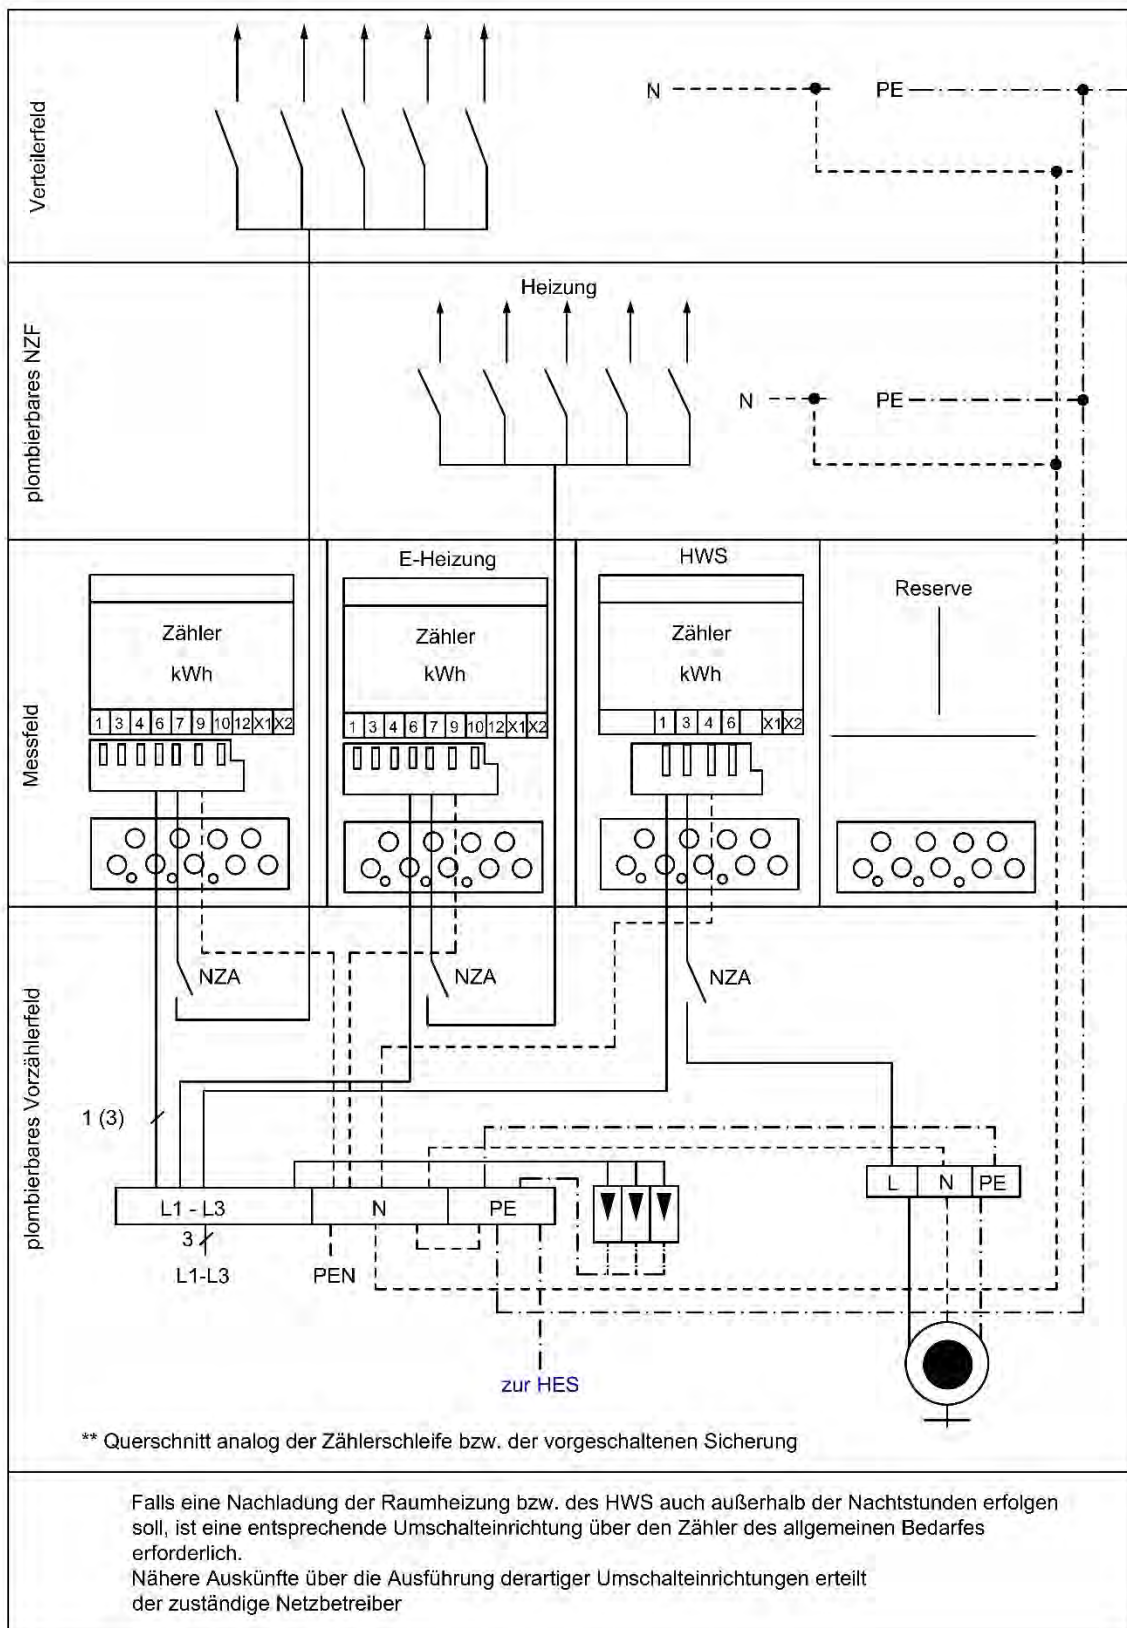 Verteilerfeld
N
PE
plombierbares NZF
Heizung
N
PE
Messfeld
Zähler
kWh
1 3 4 6 7 9 10 12 X1 X2
E-Heizung
Zähler
kWh
1 3 4 6 7 9 10 12 X1 X2
HWS
Zähler
kWh
1 3 4 6 X1 X2
Reserve
plombierbares Vorzählerfeld
NZA
NZA
NZA
1 (3)
L1 - L3
N
PE
L N PE
3
L1-L3
PEN
zur HES
** Querschnitt analog der Zählerschleife bzw. der vorgeschaltenen Sicherung
Falls eine Nachladung der Raumheizung bzw. des HWS auch außerhalb der Nachtstunden erfolgen
soll, ist eine entsprechende Umschalteinrichtung über den Zähler des allgemeinen Bedarfes
erforderlich.
Nähere Auskünfte über die Ausführung derartiger Umschalteinrichtungen erteilt
der zuständige Netzbetreiber